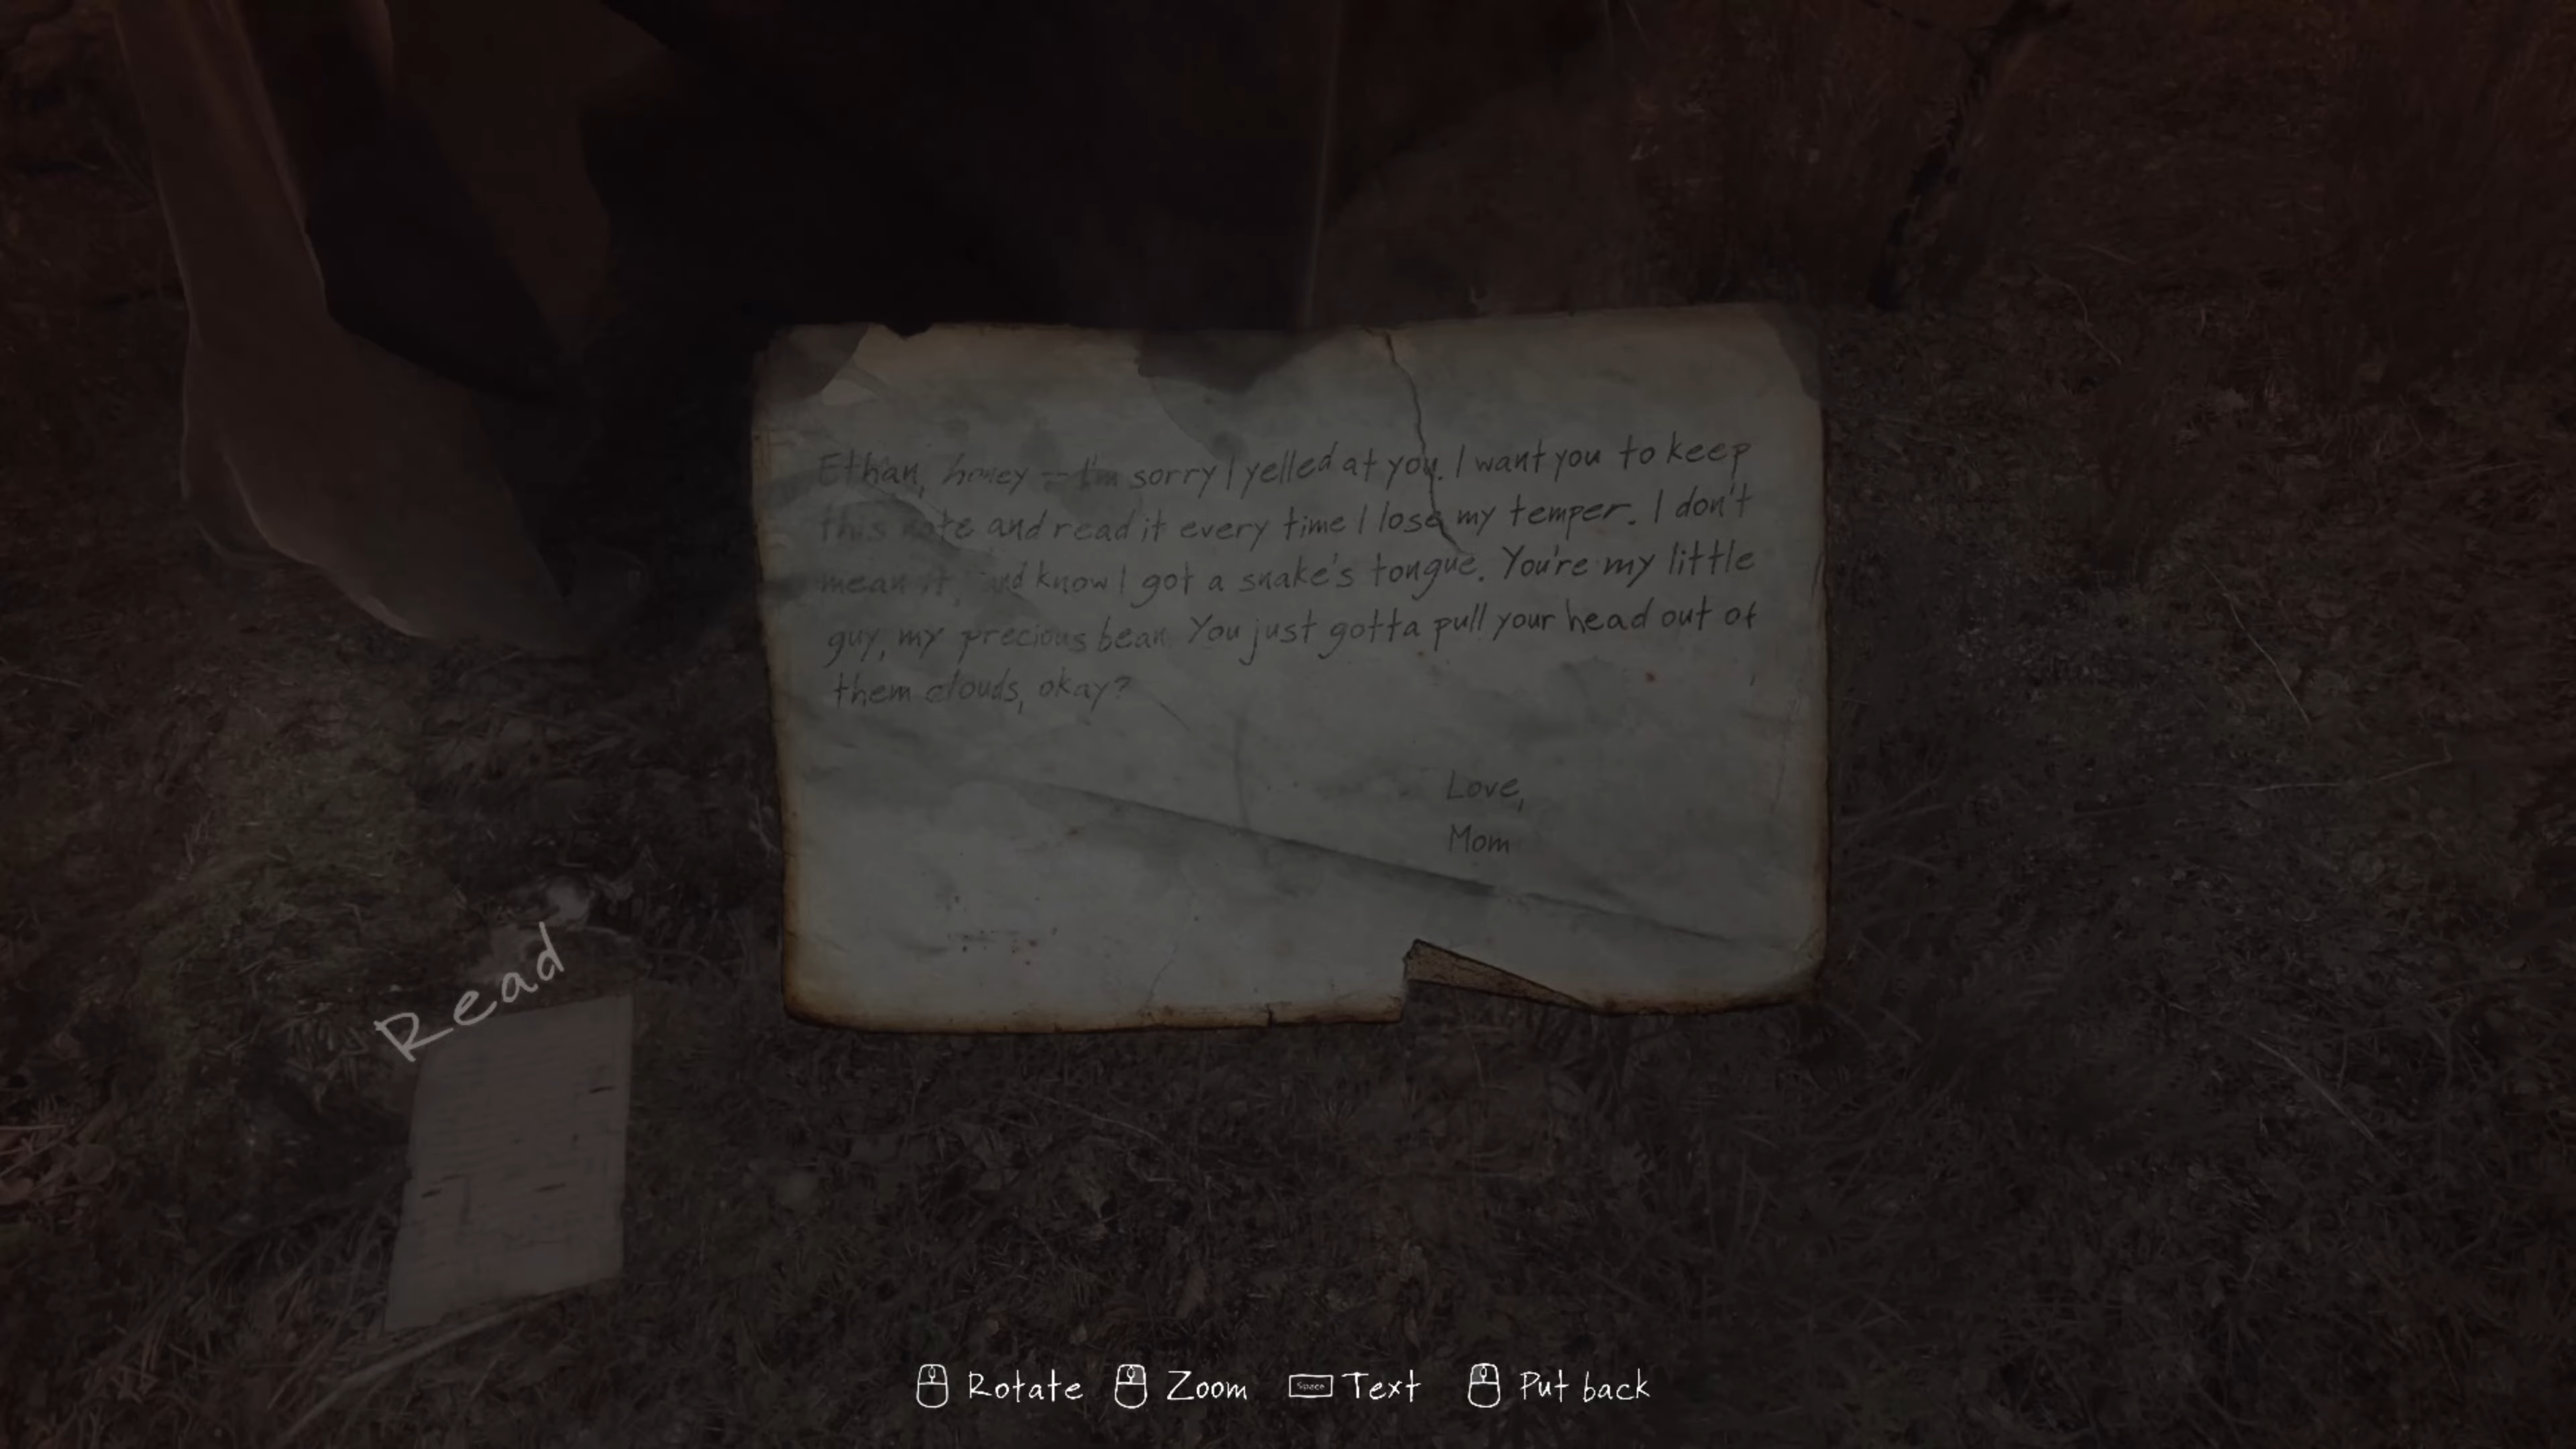 Ethan, honey -- I'm sorry I yelled at you. I want you to keep
this note and read it every time I lose my temper. I don't
mean it, and know I got a snake's tongue. You're my little
guy, my precious bean. You just gotta pull your head out of
them clouds, okay?
Love,
Mom
Read
Rotate Zoom Space Text Put back